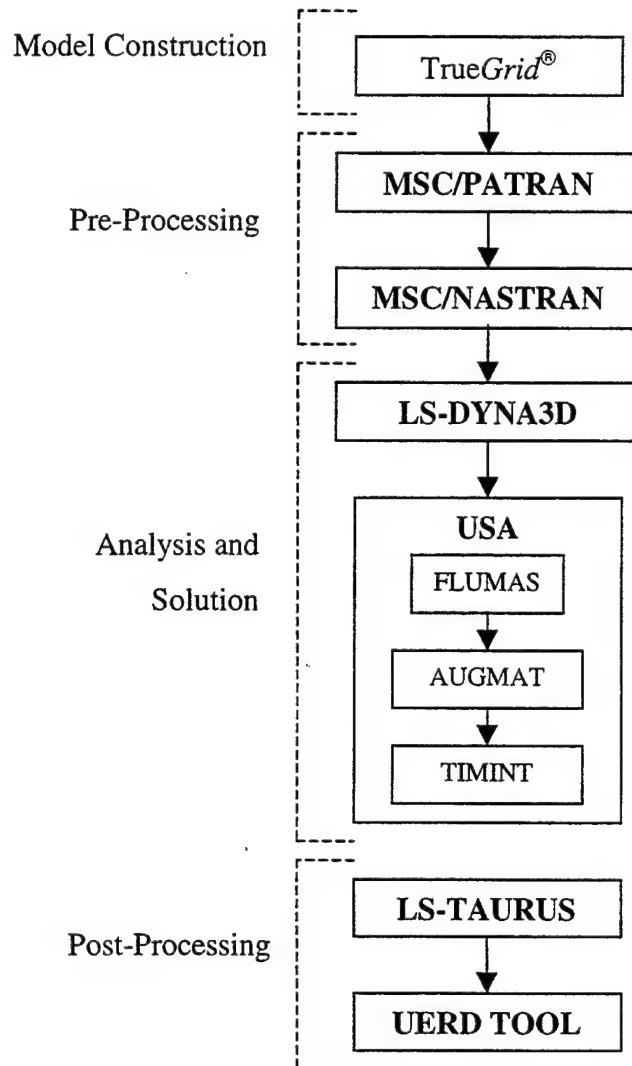 Model Construction
TrueGrid®
MSC/PATRAN
Pre-Processing
MSC/NASTRAN
LS-DYNA3D
Analysis and
Solution
USA
FLUMAS
AUGMAT
TIMINT
LS-TAURUS
Post-Processing
UERD TOOL